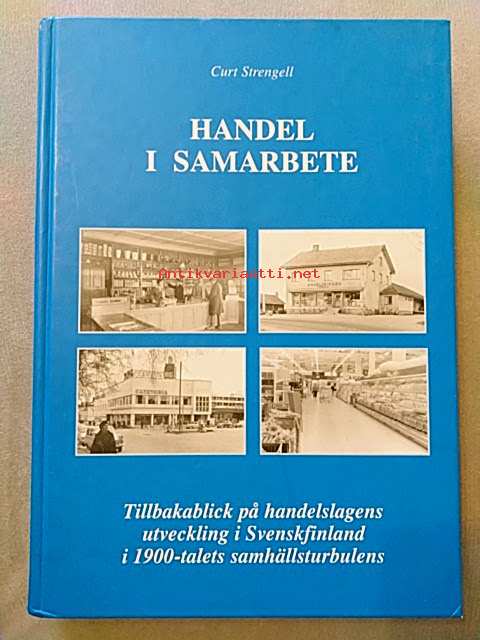 Curt Strengell
HANDEL
I SAMARBETE
Antikvariaatti.net
Tillbakablick på handelslagens
utveckling i Svenskfinland
i 1900-talets samhällsturbulens